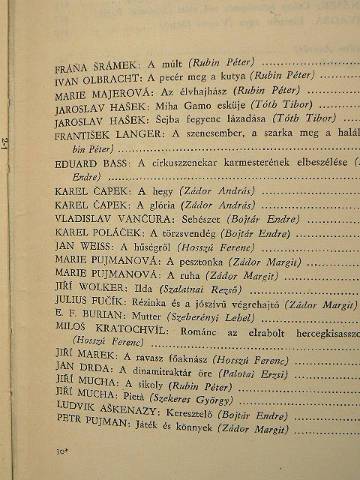 FRÁŇA ŠRÁMEK: A múlt (Rubin Péter)
IVAN OLBRACHT: A pecér meg a kutya (Rubin Péter)
MARIE MAJEROVÁ: Az élvhajhász (Rubin Péter)
JAROSLAV HAŠEK: Miha Gamo esküje (Tóth Tibor)
JAROSLAV HAŠEK: Sejba fegyenc lázadása (Tóth Tibor)
FRANTIŠEK LANGER: A szenesember, a szarka meg a halál
bin Péter)
EDUARD BASS: A cirkuszzenekar karmesterének elbeszélése (
Endre)
KAREL ČAPEK: A hegy (Zádor András)
KAREL ČAPEK: A glória (Zádor András)
VLADISLAV VANČURA: Sebészet (Bojtár Endre)
KAREL POLÁČEK: A törzsvendég (Bojtár Endre)
JAN WEISS: A hűségről (Hosszú Ferenc)
MARIE PUJMANOVÁ: A pesztonka (Zádor Margit)
MARIE PUJMANOVÁ: A ruha (Zádor Margit)
JIŘÍ WOLKER: Ilda (Szalatnai Rezső)
JULIUS FUČÍK: Rézinka és a jószívű végrehajtó (Zádor Margit)
E. F. BURIAN: Mutter (Szeberényi Lehel)
MILOŠ KRATOCHVÍL: Románc az elrabolt hercegkisasszo
(Hosszú Ferenc)
JIŘÍ MAREK: A ravasz főaknász (Hosszú Ferenc)
JAN DRDA: A dinamitraktár őre (Palotai Erzsi)
JIŘÍ MUCHA: A sikoly (Rubin Péter)
JIŘÍ MUCHA: Pietà (Szekeres György)
LUDVÍK AŠKENAZY: Keresztelő (Bojtár Endre)
PETR PUJMAN: Játék és könnyek (Zádor Margit)
30*